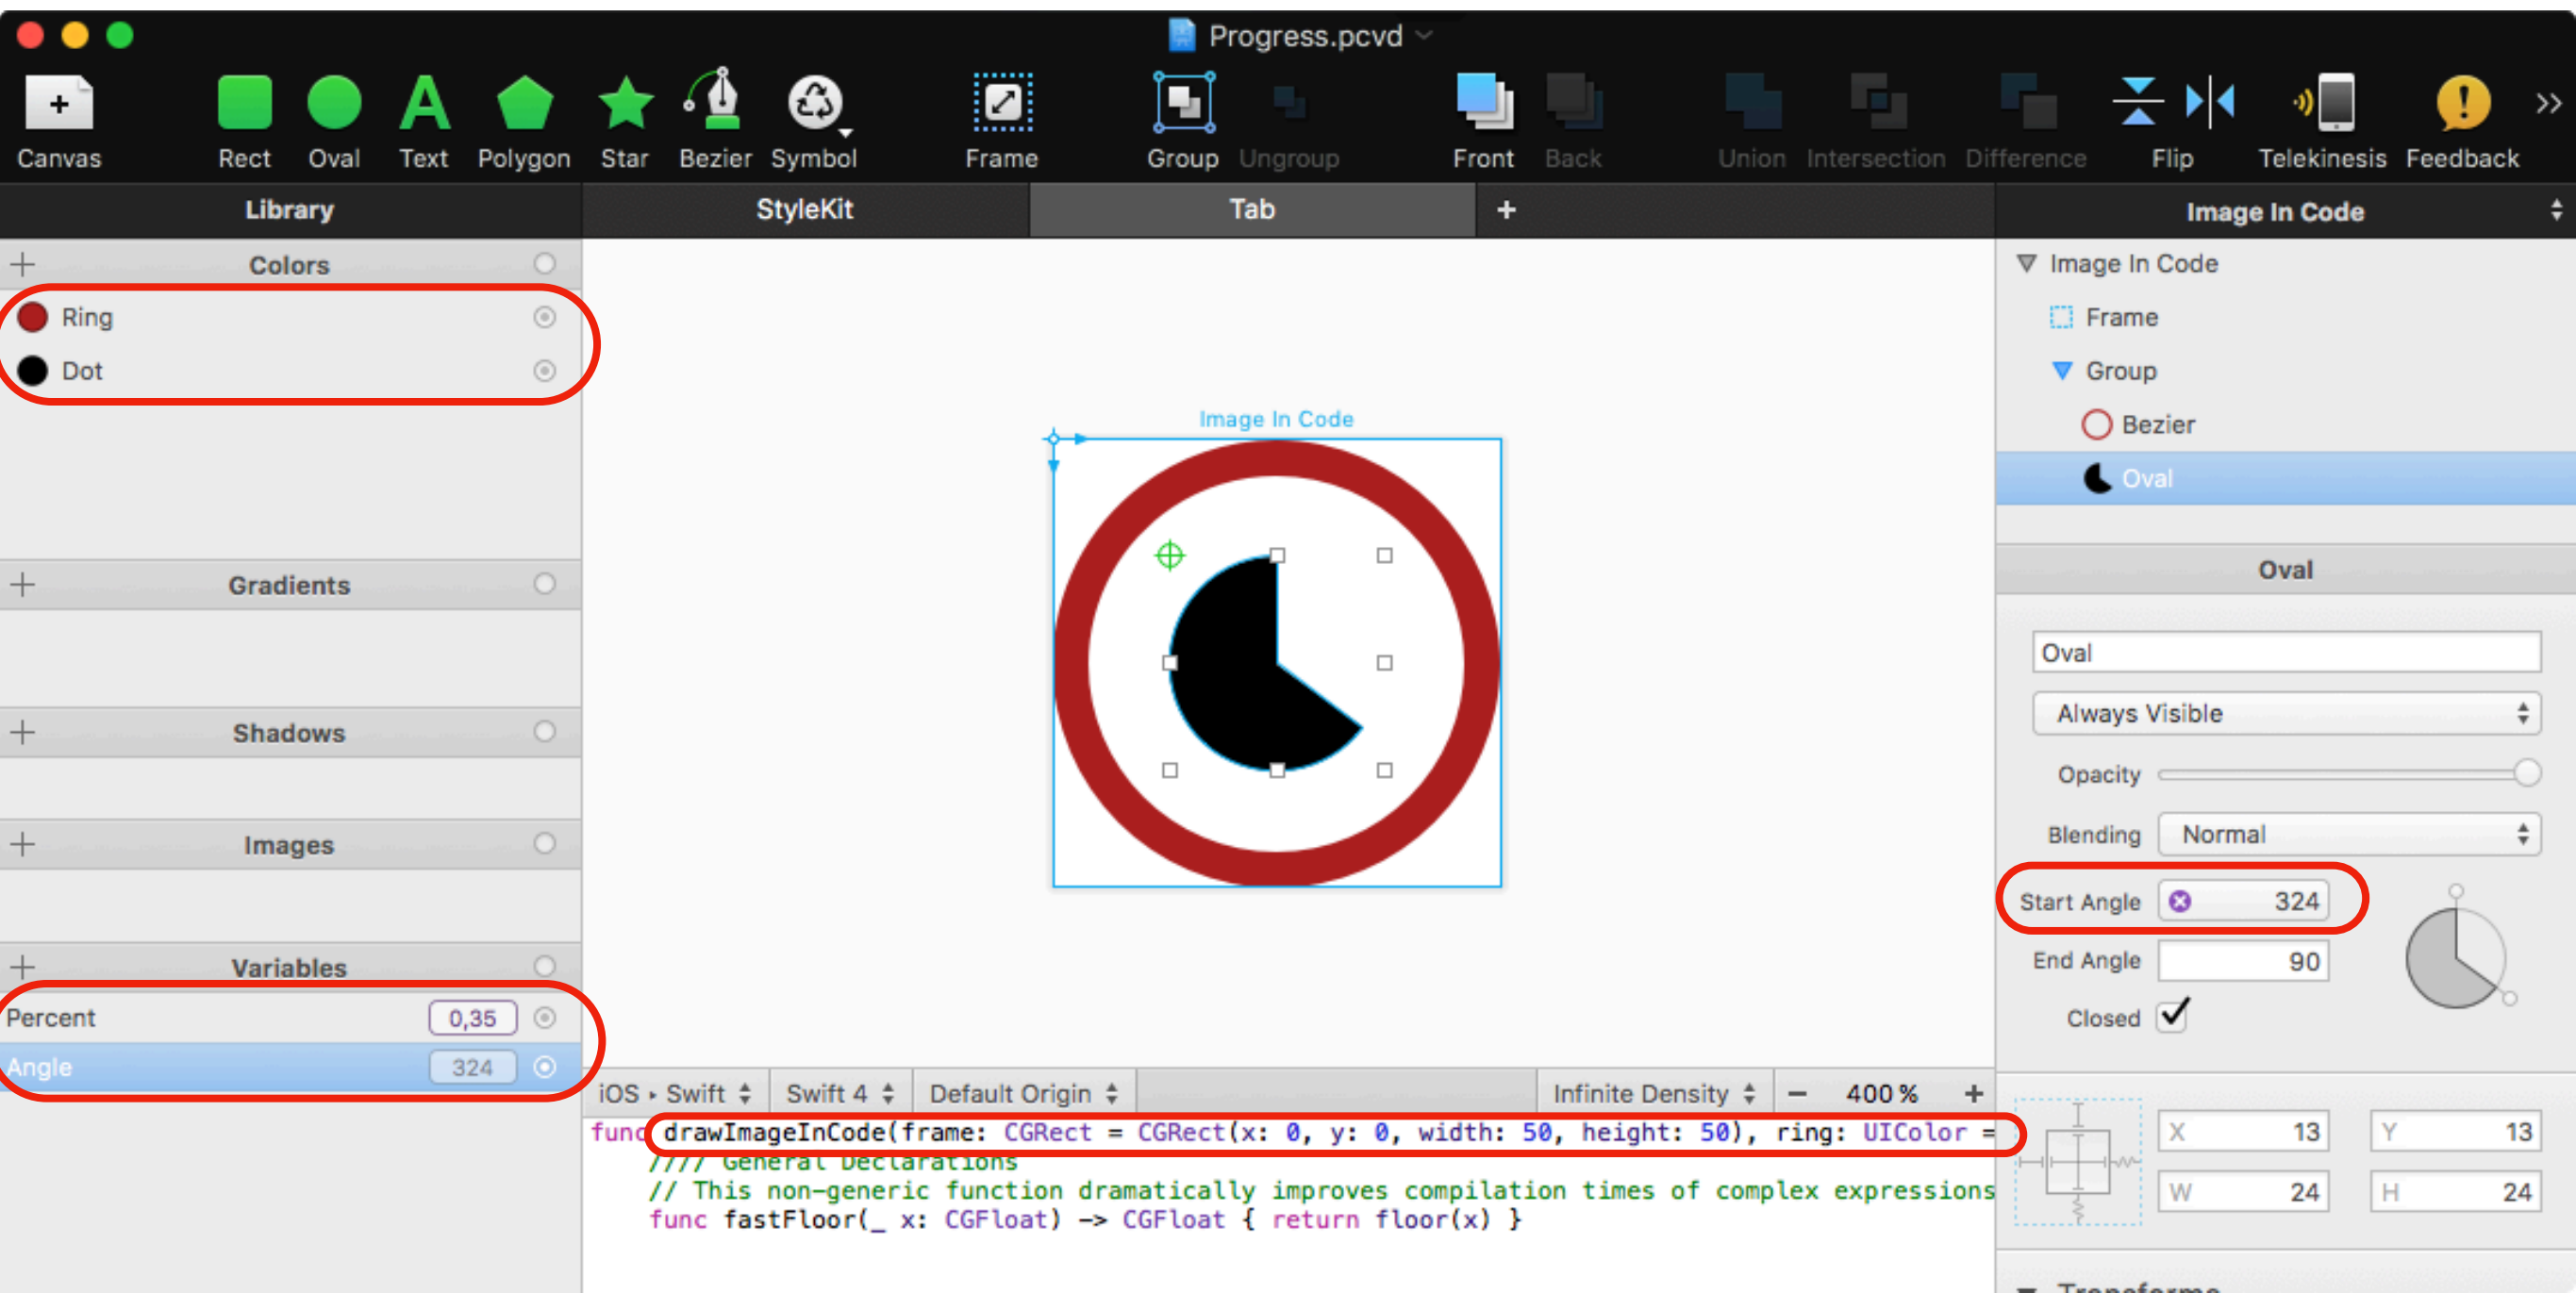 Progress.pcvd
Canvas Rect Oval Text Polygon Star Bezier Symbol Frame Group Ungroup Front Back Union Intersection Difference Flip Telekinesis Feedback
Library StyleKit Tab + Image In Code
Colors
Ring
Dot
Gradients
Shadows
Images
Variables
Percent 0,35
Angle 324
Image In Code
iOS ▸ Swift Swift 4 Default Origin Infinite Density − 400 % +
func drawImageInCode(frame: CGRect = CGRect(x: 0, y: 0, width: 50, height: 50), ring: UIColor =
//// General Declarations
// This non-generic function dramatically improves compilation times of complex expressions
func fastFloor(_ x: CGFloat) -> CGFloat { return floor(x) }
Image In Code
Frame
Group
Bezier
Oval
Oval
Oval
Always Visible
Opacity
Blending Normal
Start Angle 324
End Angle 90
Closed
X 13 Y 13
W 24 H 24
Transforms